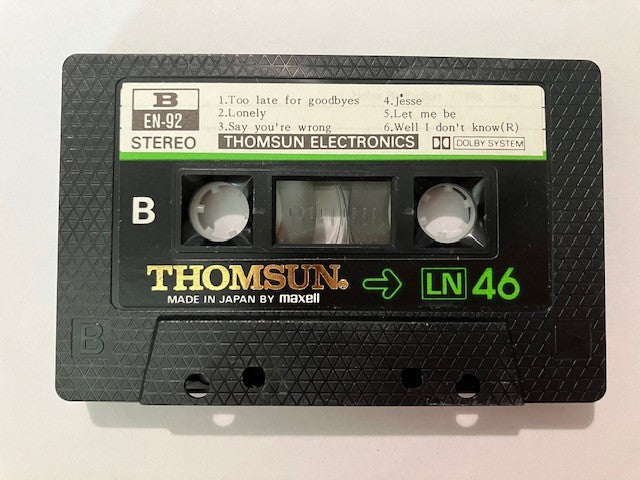 B
EN-92
STEREO
1.Too late for goodbyes
2.Lonely
3.Say you're wrong
4.Jesse
5.Let me be
6.Well I don't know(R)
THOMSUN ELECTRONICS
DOLBY SYSTEM
B
THOMSUN®
LN 46
MADE IN JAPAN BY maxell
B